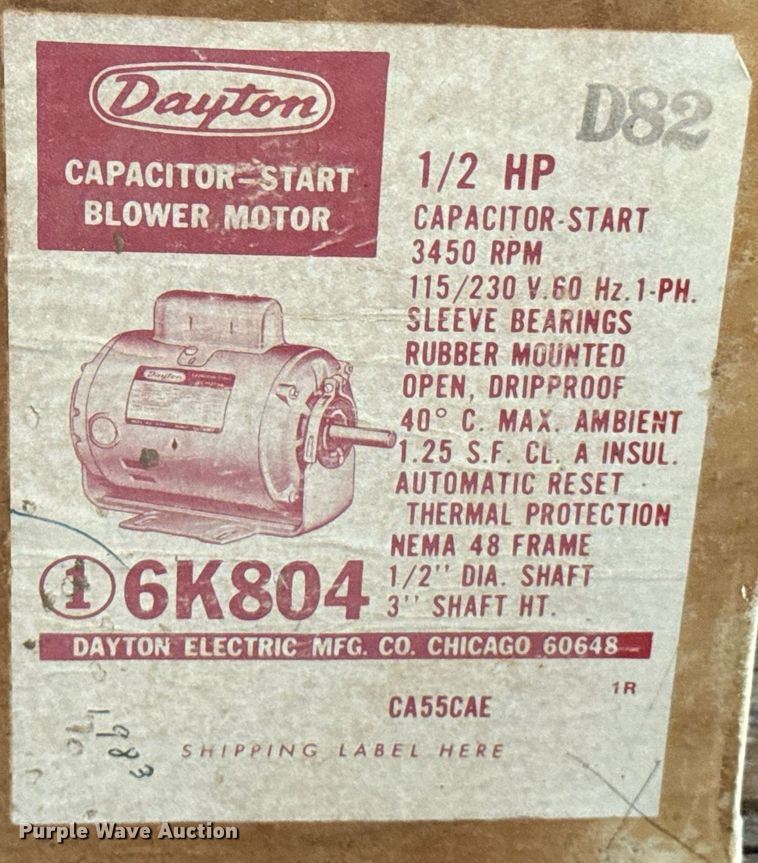 Dayton
CAPACITOR-START
BLOWER MOTOR
D82
1/2 HP
CAPACITOR-START
3450 RPM
115/230 V.60 Hz.1-PH.
SLEEVE BEARINGS
RUBBER MOUNTED
OPEN, DRIPPROOF
40° C. MAX. AMBIENT
1.25 S.F. CL. A INSUL.
AUTOMATIC RESET
THERMAL PROTECTION
NEMA 48 FRAME
1/2" DIA. SHAFT
3" SHAFT HT.
Dayton
1 6K804
DAYTON ELECTRIC MFG. CO. CHICAGO 60648
1R
CA55CAE
1983
SHIPPING LABEL HERE
Purple Wave Auction